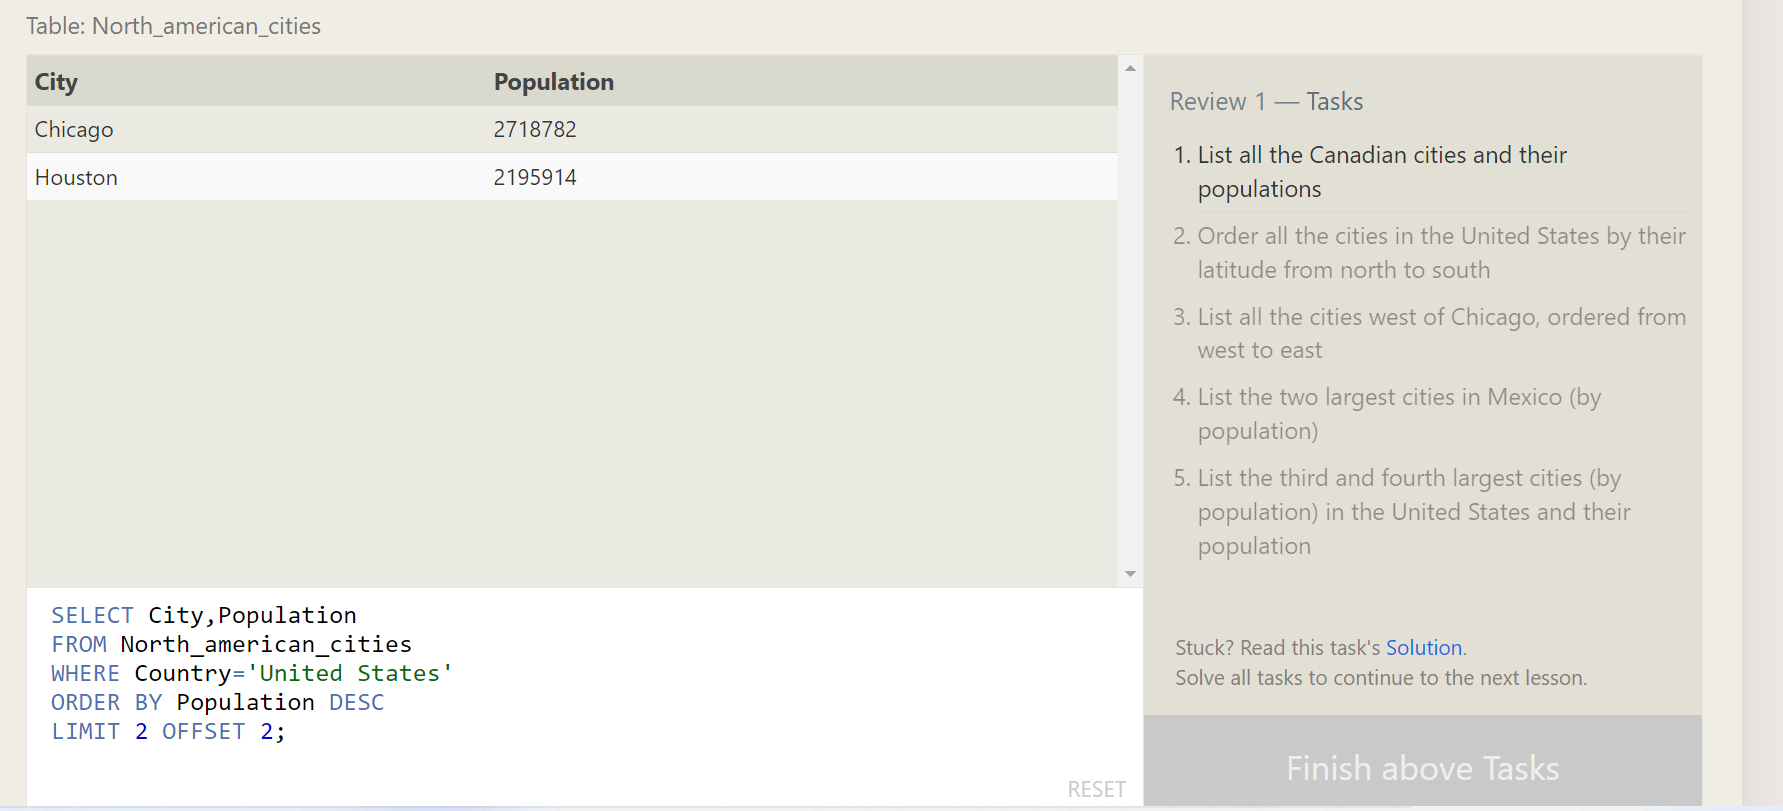 Table: North_american_cities
City Population
Chicago 2718782
Houston 2195914
SELECT City,Population
FROM North_american_cities
WHERE Country='United States'
ORDER BY Population DESC
LIMIT 2 OFFSET 2;
RESET
Review 1 — Tasks
1. List all the Canadian cities and their
populations
2. Order all the cities in the United States by their
latitude from north to south
3. List all the cities west of Chicago, ordered from
west to east
4. List the two largest cities in Mexico (by
population)
5. List the third and fourth largest cities (by
population) in the United States and their
population
Stuck? Read this task's Solution.
Solve all tasks to continue to the next lesson.
Finish above Tasks